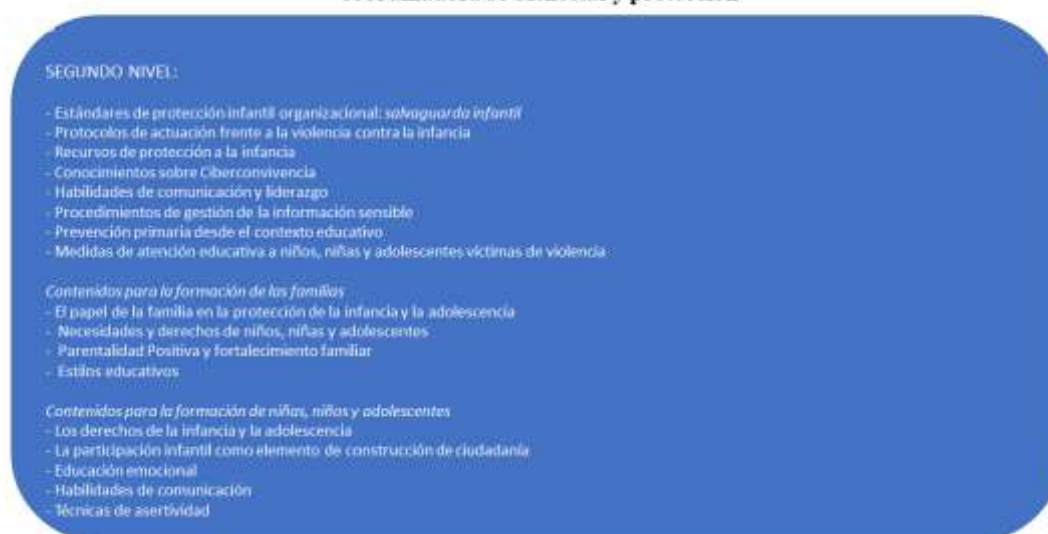 SEGUNDO NIVEL:
- Estándares de protección infantil organizacional: salvaguarda infantil
- Protocolos de actuación frente a la violencia contra la infancia
- Recursos de protección a la infancia
- Conocimientos sobre Ciberconvivencia
- Habilidades de comunicación y liderazgo
- Procedimientos de gestión de la información sensible
- Prevención primaria desde el contexto educativo
- Medidas de atención educativa a niños, niñas y adolescentes víctimas de violencia
Contenidos para la formación de las familias
- El papel de la familia en la protección de la infancia y la adolescencia
- Necesidades y derechos de niños, niñas y adolescentes
- Parentalidad Positiva y fortalecimiento familiar
- Estilos educativos
Contenidos para la formación de niñas, niños y adolescentes
- Los derechos de la infancia y la adolescencia
- La participación infantil como elemento de construcción de ciudadanía
- Educación emocional
- Habilidades de comunicación
- Técnicas de asertividad